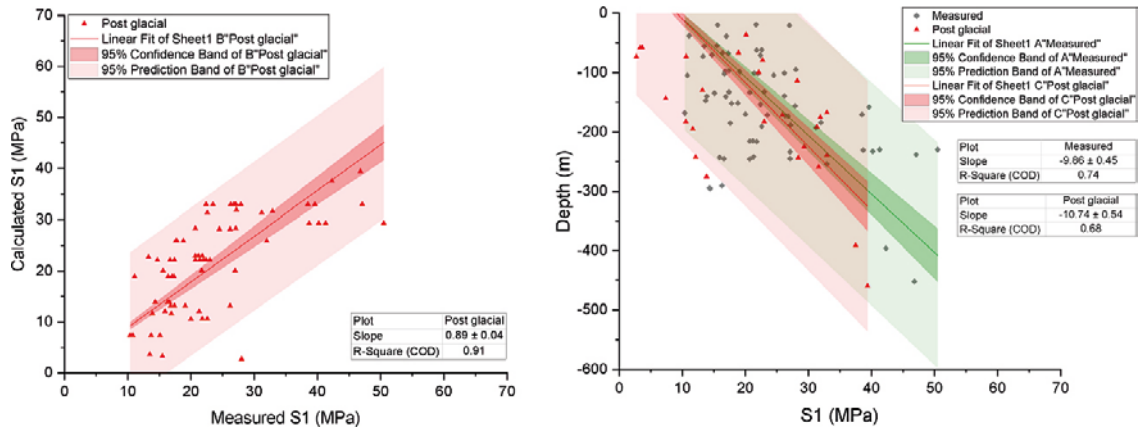 Post glacial
Linear Fit of Sheet1 B"Post glacial"
95% Confidence Band of B"Post glacial"
95% Prediction Band of B"Post glacial"
70
60
50
40
30
20
10
0
Calculated S1 (MPa)
0 10 20 30 40 50 60 70
Measured S1 (MPa)
Plot Post glacial
Slope 0.89 ± 0.04
R-Square (COD) 0.91
Measured
Post glacial
Linear Fit of Sheet1 A"Measured"
95% Confidence Band of A"Measured"
95% Prediction Band of A"Measured"
Linear Fit of Sheet1 C"Post glacial"
95% Confidence Band of C"Post glacial"
95% Prediction Band of C"Post glacial"
Plot Measured
Slope -9.86 ± 0.45
R-Square (COD) 0.74
Plot Post glacial
Slope -10.74 ± 0.54
R-Square (COD) 0.68
0
-100
-200
-300
-400
-500
-600
Depth (m)
0 10 20 30 40 50 60 70
S1 (MPa)